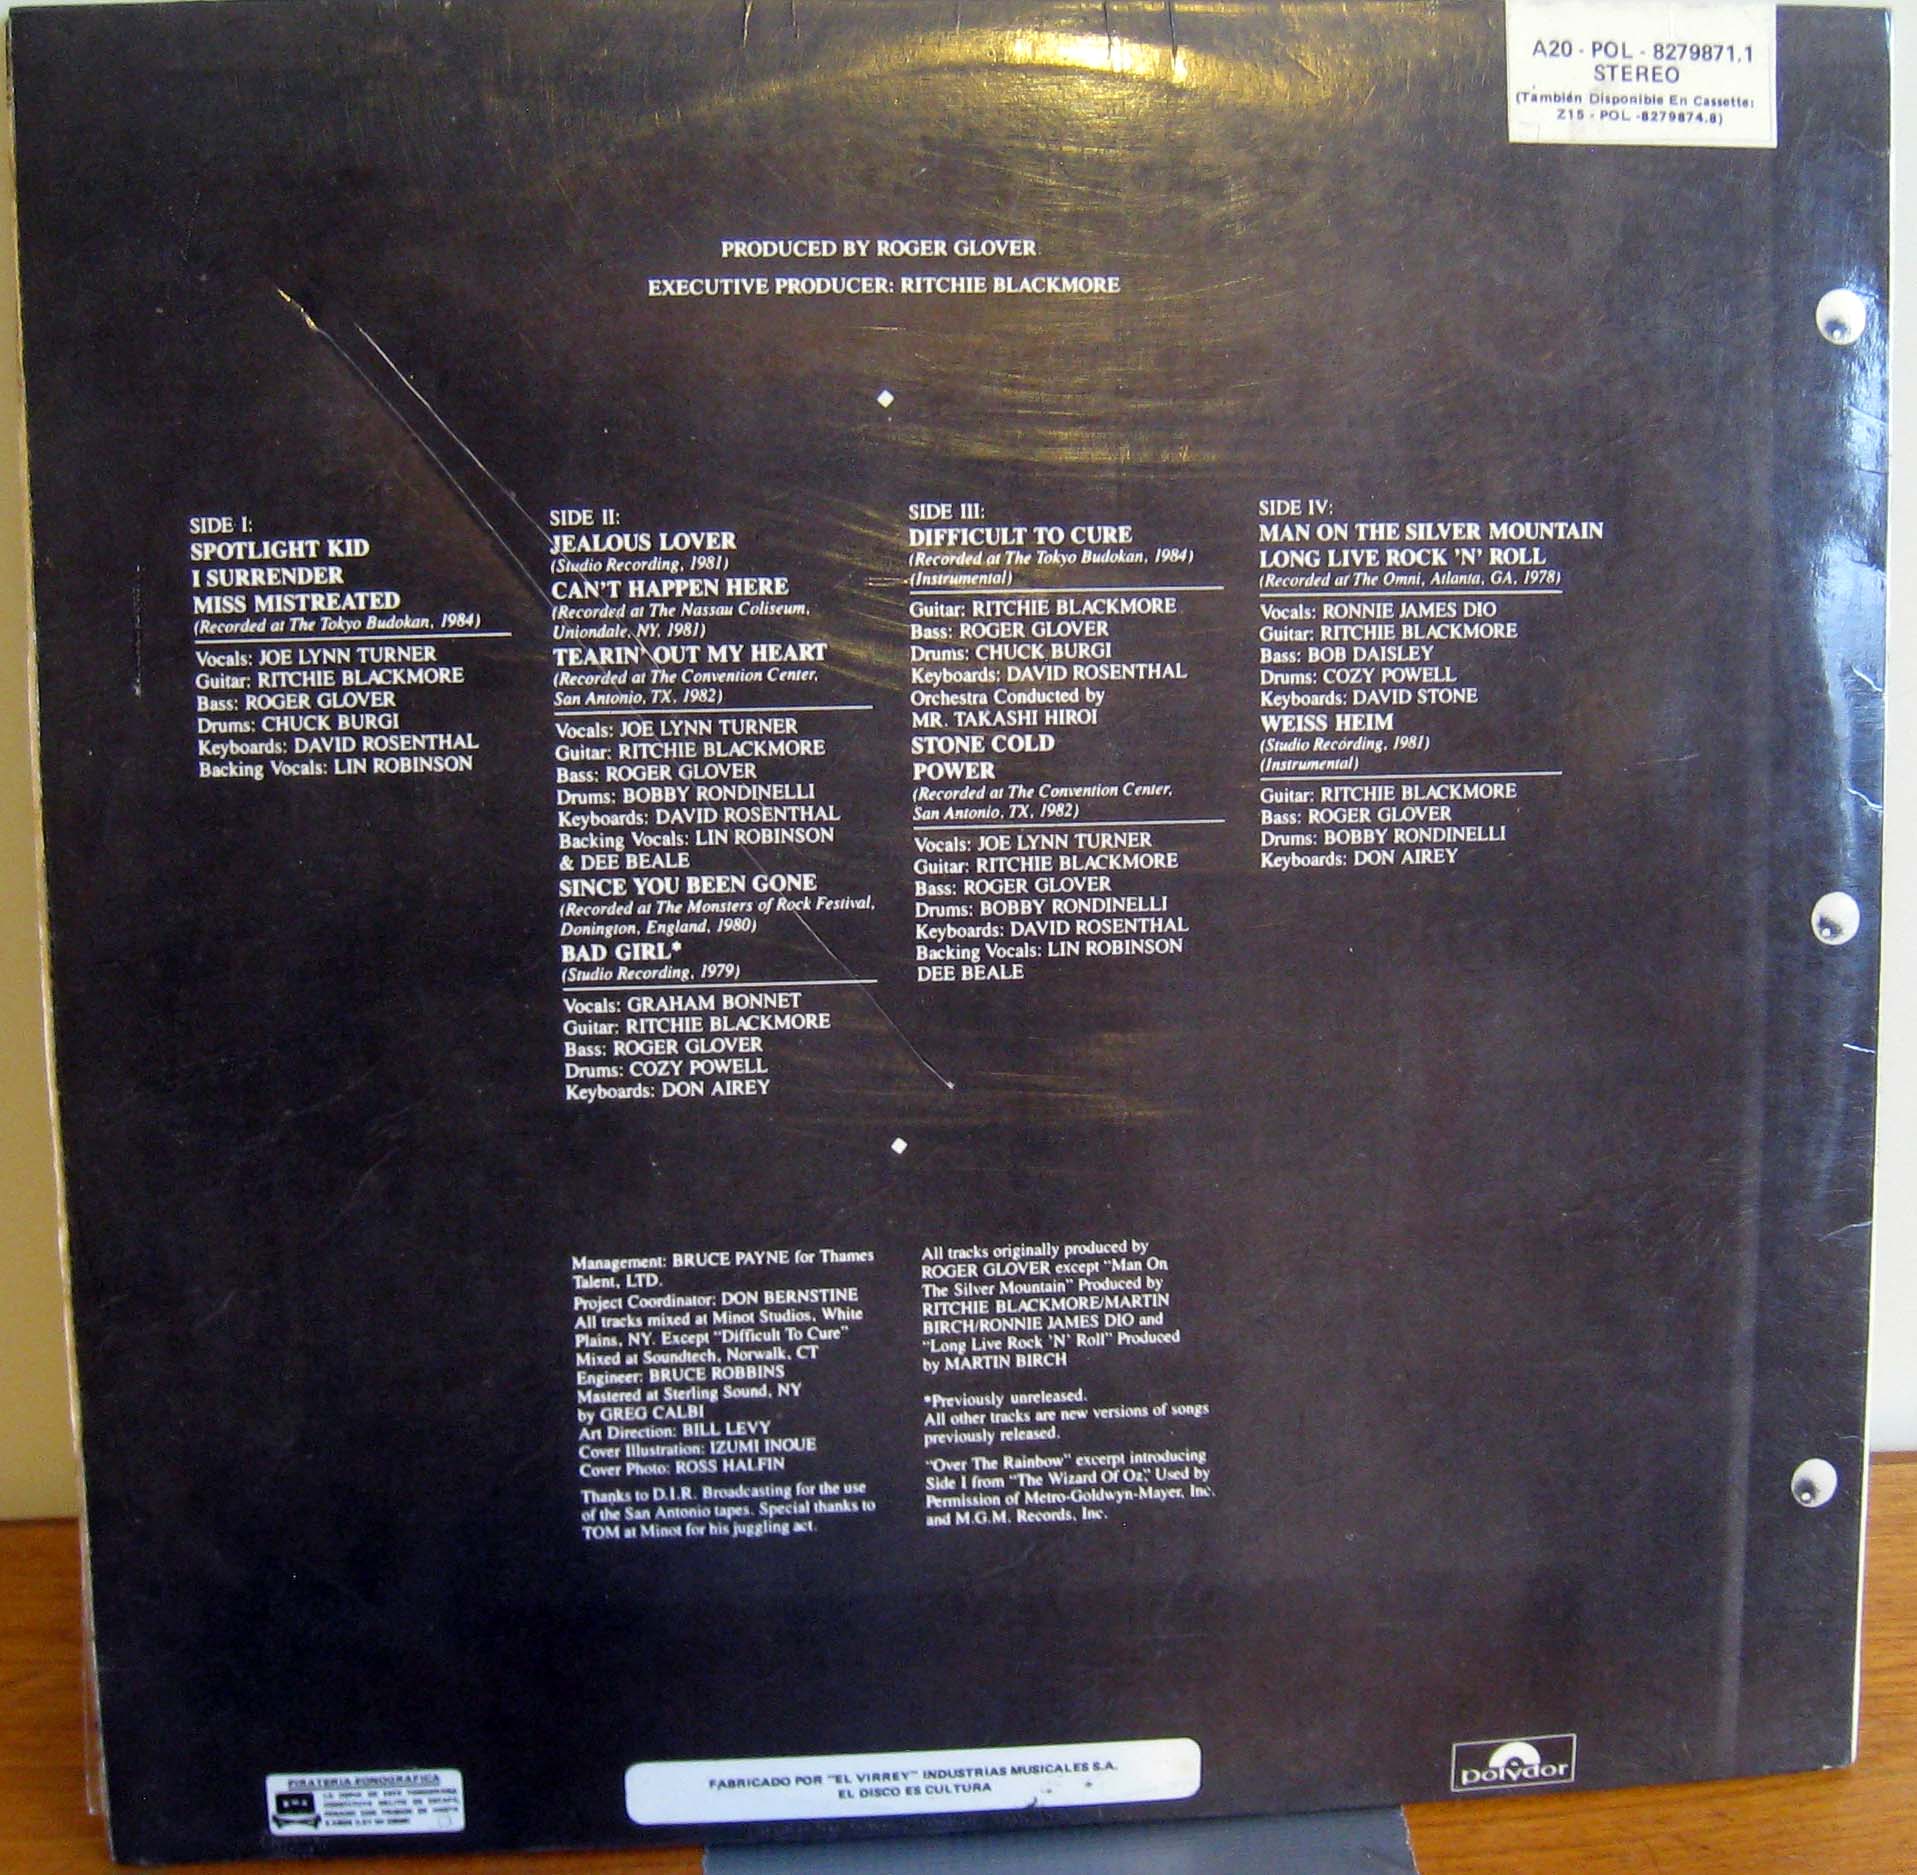 A20 - POL - 8279871.1
STEREO
(También Disponible En Cassette:
Z15 - POL -8279874.8)
PRODUCED BY ROGER GLOVER
EXECUTIVE PRODUCER: RITCHIE BLACKMORE
SIDE I:
SPOTLIGHT KID
I SURRENDER
MISS MISTREATED
(Recorded at The Tokyo Budokan, 1984)
Vocals: JOE LYNN TURNER
Guitar: RITCHIE BLACKMORE
Bass: ROGER GLOVER
Drums: CHUCK BURGI
Keyboards: DAVID ROSENTHAL
Backing Vocals: LIN ROBINSON
SIDE II:
JEALOUS LOVER
(Studio Recording, 1981)
CAN'T HAPPEN HERE
(Recorded at The Nassau Coliseum,
Uniondale, NY, 1981)
TEARIN' OUT MY HEART
(Recorded at The Convention Center,
San Antonio, TX, 1982)
Vocals: JOE LYNN TURNER
Guitar: RITCHIE BLACKMORE
Bass: ROGER GLOVER
Drums: BOBBY RONDINELLI
Keyboards: DAVID ROSENTHAL
Backing Vocals: LIN ROBINSON
& DEE BEALE
SINCE YOU BEEN GONE
(Recorded at The Monsters of Rock Festival,
Donington, England, 1980)
BAD GIRL*
(Studio Recording, 1979)
Vocals: GRAHAM BONNET
Guitar: RITCHIE BLACKMORE
Bass: ROGER GLOVER
Drums: COZY POWELL
Keyboards: DON AIREY
SIDE III:
DIFFICULT TO CURE
(Recorded at The Tokyo Budokan, 1984)
(Instrumental)
Guitar: RITCHIE BLACKMORE
Bass: ROGER GLOVER
Drums: CHUCK BURGI
Keyboards: DAVID ROSENTHAL
Orchestra Conducted by
MR. TAKASHI HIROI
STONE COLD
POWER
(Recorded at The Convention Center,
San Antonio, TX, 1982)
Vocals: JOE LYNN TURNER
Guitar: RITCHIE BLACKMORE
Bass: ROGER GLOVER
Drums: BOBBY RONDINELLI
Keyboards: DAVID ROSENTHAL
Backing Vocals: LIN ROBINSON
DEE BEALE
SIDE IV:
MAN ON THE SILVER MOUNTAIN
LONG LIVE ROCK 'N' ROLL
(Recorded at The Omni, Atlanta, GA, 1978)
Vocals: RONNIE JAMES DIO
Guitar: RITCHIE BLACKMORE
Bass: BOB DAISLEY
Drums: COZY POWELL
Keyboards: DAVID STONE
WEISS HEIM
(Studio Recording, 1981)
(Instrumental)
Guitar: RITCHIE BLACKMORE
Bass: ROGER GLOVER
Drums: BOBBY RONDINELLI
Keyboards: DON AIREY
Management: BRUCE PAYNE for Thames
Talent, LTD.
Project Coordinator: DON BERNSTINE
All tracks mixed at Minot Studios, White
Plains, NY. Except "Difficult To Cure"
Mixed at Soundtech, Norwalk, CT
Engineer: BRUCE ROBBINS
Mastered at Sterling Sound, NY
by GREG CALBI
Art Direction: BILL LEVY
Cover Illustration: IZUMI INOUE
Cover Photo: ROSS HALFIN
Thanks to D.I.R. Broadcasting for the use
of the San Antonio tapes. Special thanks to
TOM at Minot for his juggling act.
All tracks originally produced by
ROGER GLOVER except "Man On
The Silver Mountain" Produced by
RITCHIE BLACKMORE/MARTIN
BIRCH/RONNIE JAMES DIO and
"Long Live Rock 'N' Roll" Produced
by MARTIN BIRCH
*Previously unreleased.
All other tracks are new versions of songs
previously released.
"Over The Rainbow" excerpt introducing
Side I from "The Wizard Of Oz." Used by
Permission of Metro-Goldwyn-Mayer, Inc.
and M.G.M. Records, Inc.
PIRATERIA FONOGRAFICA
FABRICADO POR "EL VIRREY" INDUSTRIAS MUSICALES S.A.
EL DISCO ES CULTURA
polydor